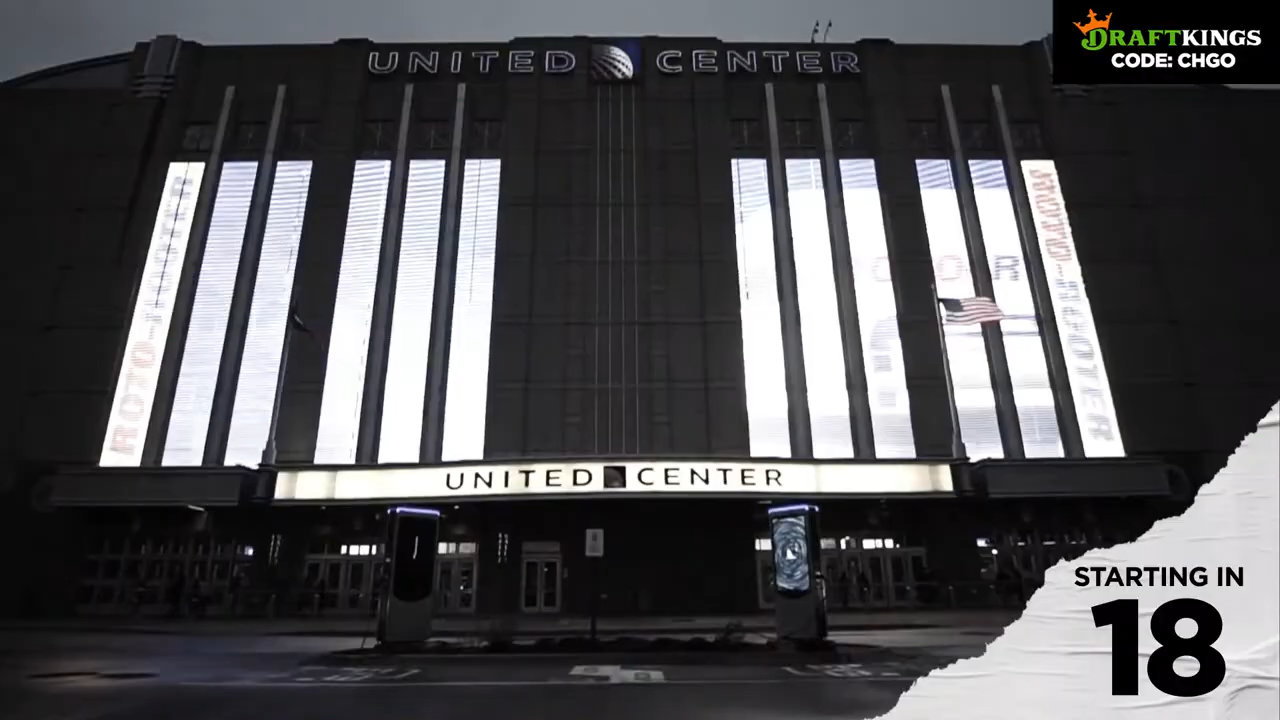 DRAFTKINGS
CODE: CHGO
UNITED CENTER
ROTO-ROOTER
O R
ROTO-ROOTER
UNITED CENTER
STARTING IN
18